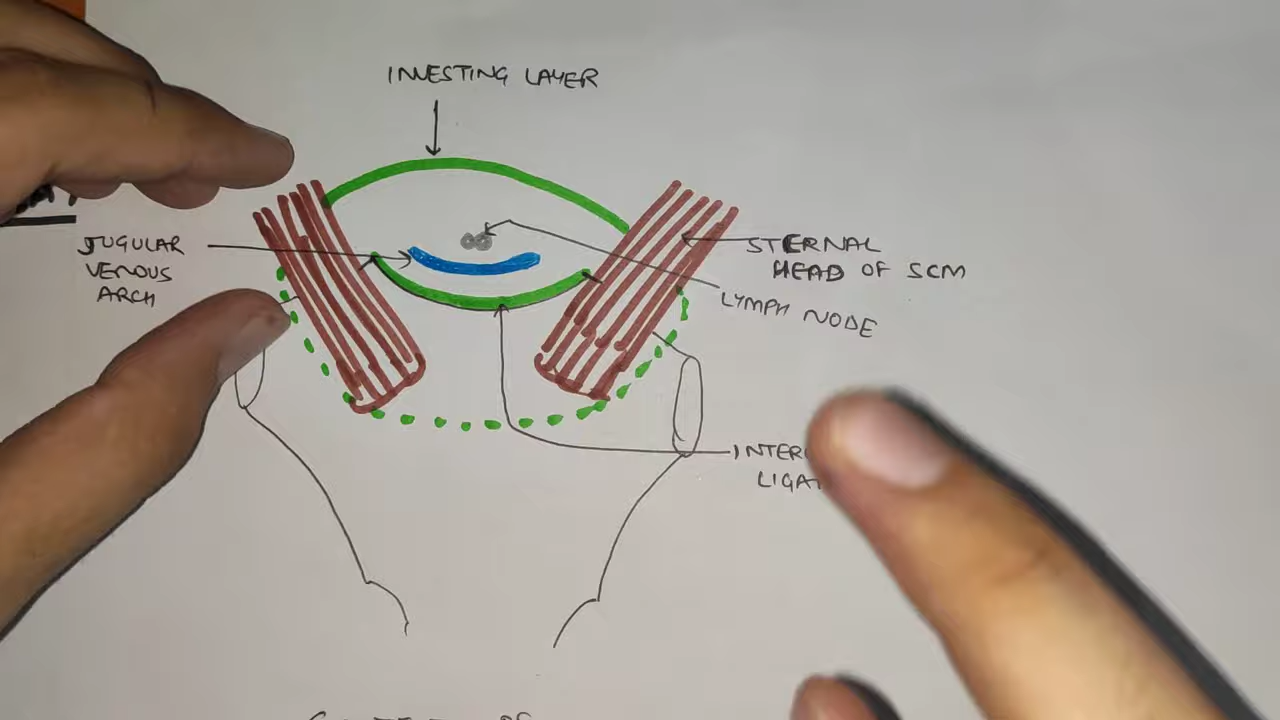 INVESTING LAYER
JUGULAR
VENOUS
ARCH
STERNAL
HEAD OF SCM
LYMPH NODE